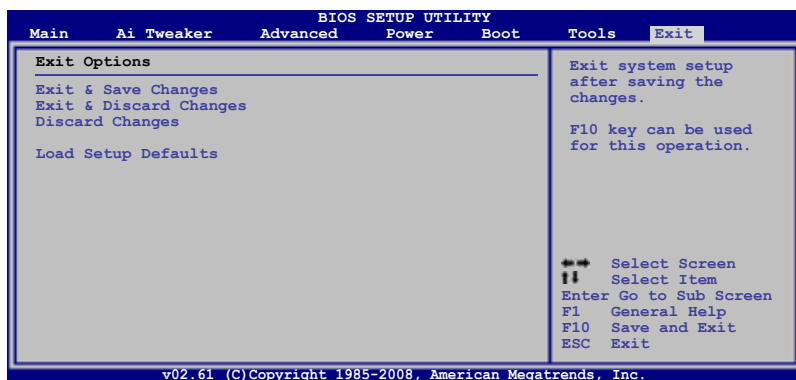 BIOS SETUP UTILITY
Main Ai Tweaker Advanced Power Boot Tools Exit
Exit Options
Exit & Save Changes
Exit & Discard Changes
Discard Changes
Load Setup Defaults
Exit system setup
after saving the
changes.
F10 key can be used
for this operation.
Select Screen
Select Item
Enter Go to Sub Screen
F1 General Help
F10 Save and Exit
ESC Exit
v02.61 (C)Copyright 1985-2008, American Megatrends, Inc.